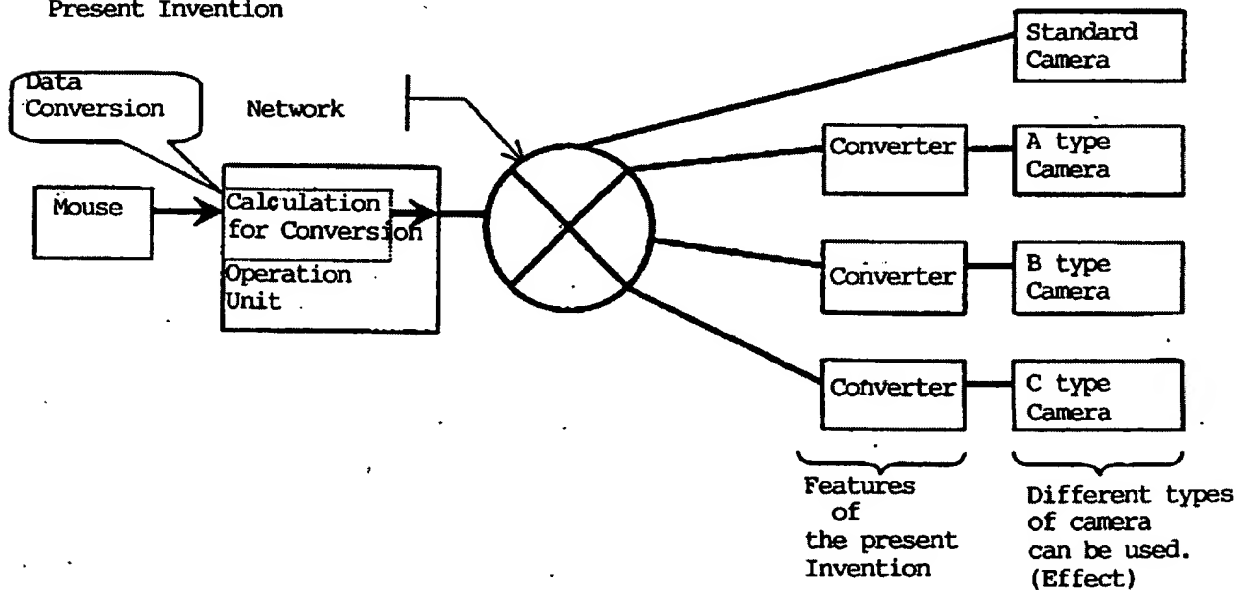 Present Invention
Data
Conversion
Network
Mouse
Calculation
for Conversion
Operation
Unit
Standard
Camera
Converter
A type
Camera
Converter
B type
Camera
Converter
C type
Camera
Features
of
the present
Invention
Different types
of camera
can be used.
(Effect)